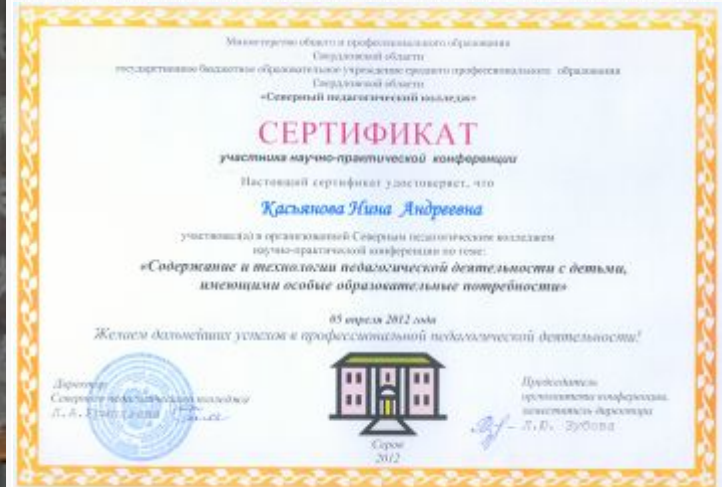 Министерство общего и профессионального образования
Свердловской области
государственное бюджетное образовательное учреждение среднего профессионального образования
Свердловской области
«Северный педагогический колледж»
СЕРТИФИКАТ
участника научно-практической конференции
Настоящий сертификат удостоверяет, что
Касьянова Нина Андреевна
участвовал(а) в организованной Северным педагогическим колледжем
научно-практической конференции по теме:
«Содержание и технологии педагогической деятельности с детьми,
имеющими особые образовательные потребности»
05 апреля 2012 года
Желаем дальнейших успехов в профессиональной педагогической деятельности!
Директор
Северного педагогического колледжа
Председатель
оргкомитета конференции,
заместитель директора
Л.Ю. Зубова
Серов
2012